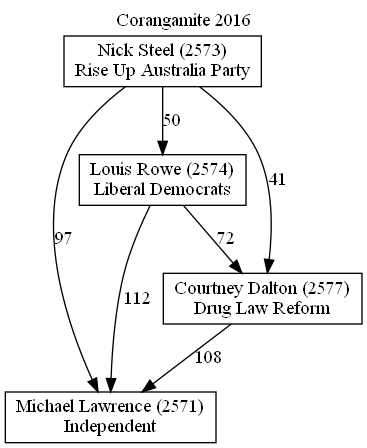 Corangamite 2016
Nick Steel (2573)
Rise Up Australia Party
50
Louis Rowe (2574)
Liberal Democrats
41
97
72
112
Courtney Dalton (2577)
Drug Law Reform
108
Michael Lawrence (2571)
Independent